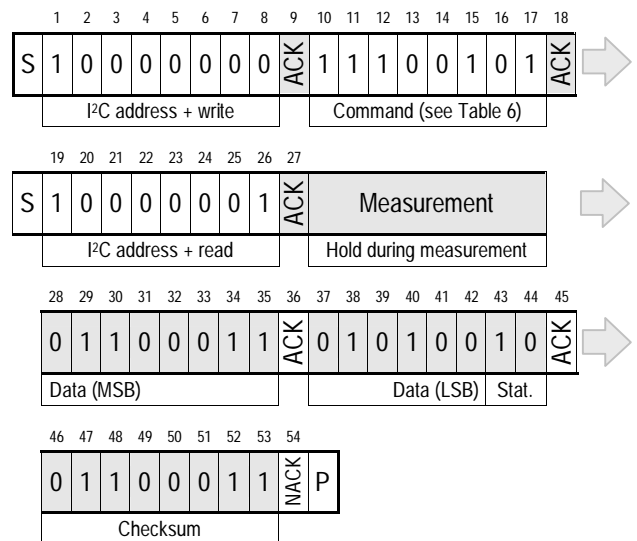 1 2 3 4 5 6 7 8 9 10 11 12 13 14 15 16 17 18
S 1 0 0 0 0 0 0 0 ACK 1 1 1 0 0 1 0 1 ACK
I²C address + write Command (see Table 6)
19 20 21 22 23 24 25 26 27
S 1 0 0 0 0 0 0 1 ACK Measurement
I²C address + read Hold during measurement
28 29 30 31 32 33 34 35 36 37 38 39 40 41 42 43 44 45
0 1 1 0 0 0 1 1 ACK 0 1 0 1 0 0 1 0 ACK
Data (MSB) Data (LSB) Stat.
46 47 48 49 50 51 52 53 54
0 1 1 0 0 0 1 1 NACK P
Checksum